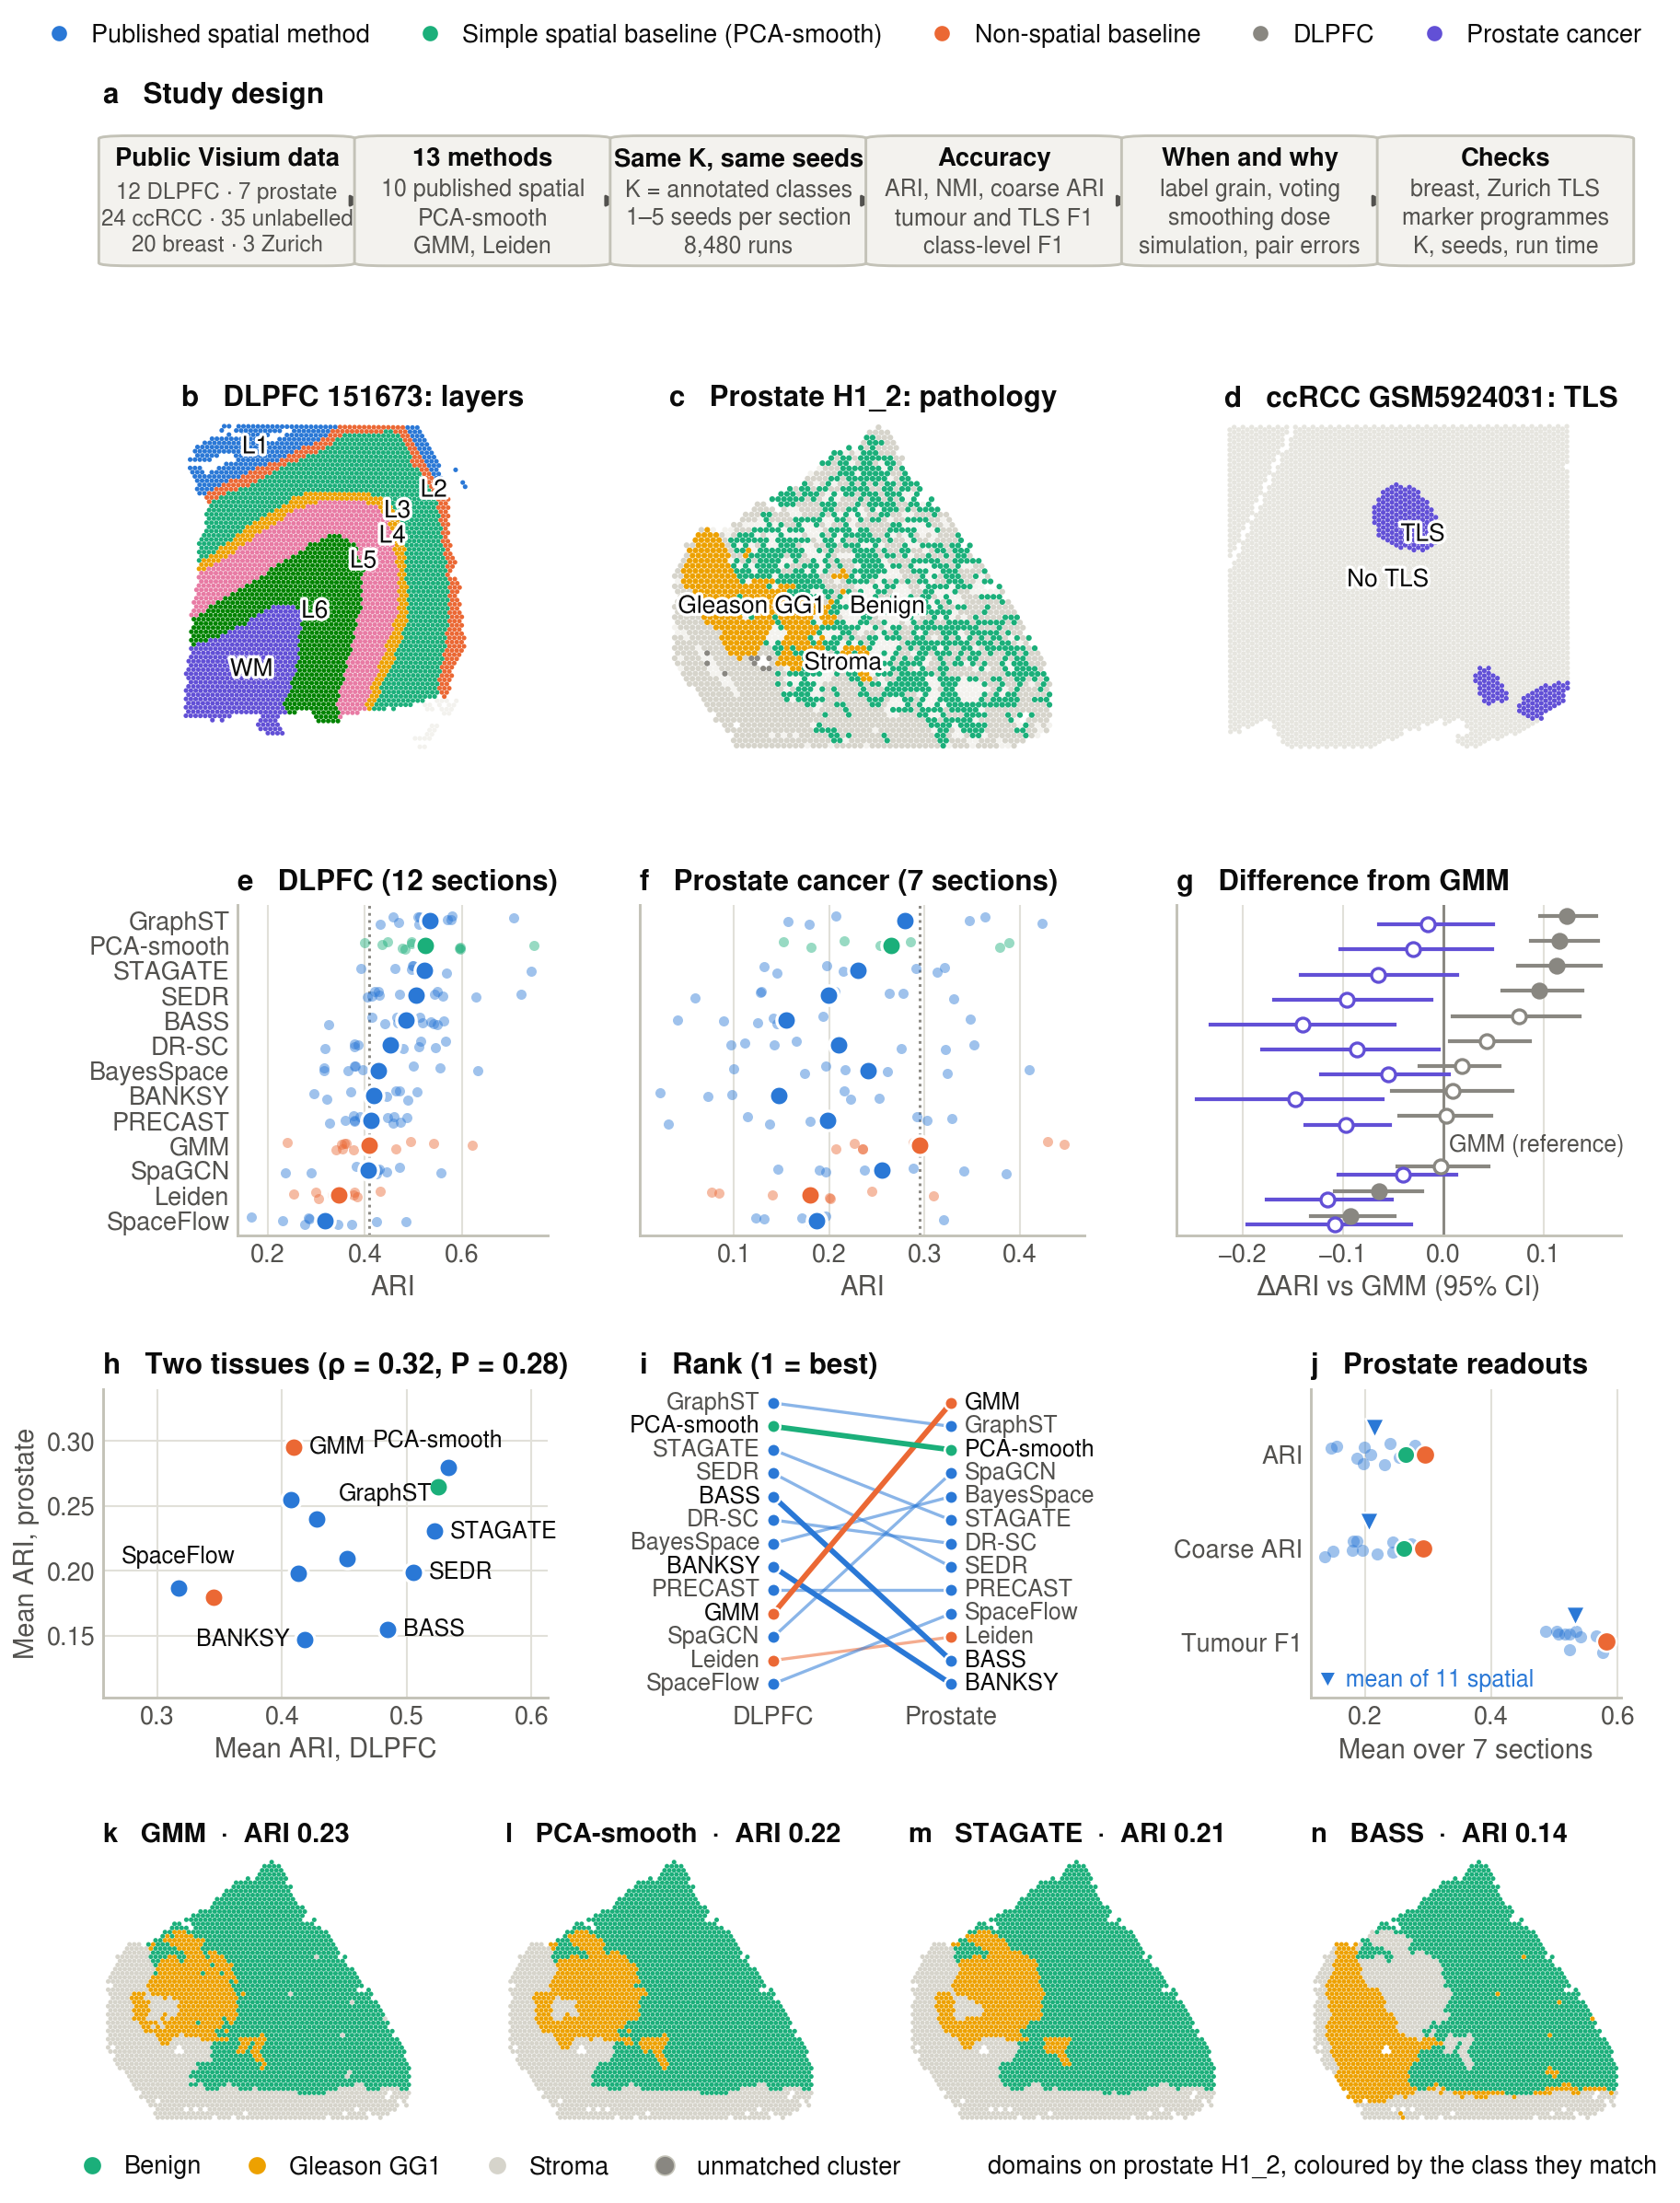 Published spatial method
Simple spatial baseline (PCA-smooth)
Non-spatial baseline
DLPFC
Prostate cancer
a Study design
Public Visium data
12 DLPFC · 7 prostate
24 ccRCC · 35 unlabelled
20 breast · 3 Zurich
13 methods
10 published spatial
PCA-smooth
GMM, Leiden
Same K, same seeds
K = annotated classes
1–5 seeds per section
8,480 runs
Accuracy
ARI, NMI, coarse ARI
tumour and TLS F1
class-level F1
When and why
label grain, voting
smoothing dose
simulation, pair errors
Checks
breast, Zurich TLS
marker programmes
K, seeds, run time
b DLPFC 151673: layers
L1
L2
L3
L4
L5
L6
WM
c Prostate H1_2: pathology
Gleason GG1
Benign
Stroma
d ccRCC GSM5924031: TLS
TLS
No TLS
e DLPFC (12 sections)
GraphST
PCA-smooth
STAGATE
SEDR
BASS
DR-SC
BayesSpace
BANKSY
PRECAST
GMM
SpaGCN
Leiden
SpaceFlow
0.2 0.4 0.6
ARI
f Prostate cancer (7 sections)
0.1 0.2 0.3 0.4
ARI
g Difference from GMM
GMM (reference)
−0.2 −0.1 0.0 0.1
ΔARI vs GMM (95% CI)
h Two tissues (ρ = 0.32, P = 0.28)
Mean ARI, prostate
0.30
0.25
0.20
0.15
GMM
PCA-smooth
GraphST
STAGATE
SpaceFlow
SEDR
BANKSY
BASS
0.3 0.4 0.5 0.6
Mean ARI, DLPFC
i Rank (1 = best)
GraphST
PCA-smooth
STAGATE
SEDR
BASS
DR-SC
BayesSpace
BANKSY
PRECAST
GMM
SpaGCN
Leiden
SpaceFlow
GMM
GraphST
PCA-smooth
SpaGCN
BayesSpace
STAGATE
DR-SC
SEDR
PRECAST
SpaceFlow
Leiden
BASS
BANKSY
DLPFC
Prostate
j Prostate readouts
ARI
Coarse ARI
Tumour F1
mean of 11 spatial
0.2 0.4 0.6
Mean over 7 sections
k GMM · ARI 0.23
l PCA-smooth · ARI 0.22
m STAGATE · ARI 0.21
n BASS · ARI 0.14
Benign
Gleason GG1
Stroma
unmatched cluster
domains on prostate H1_2, coloured by the class they match